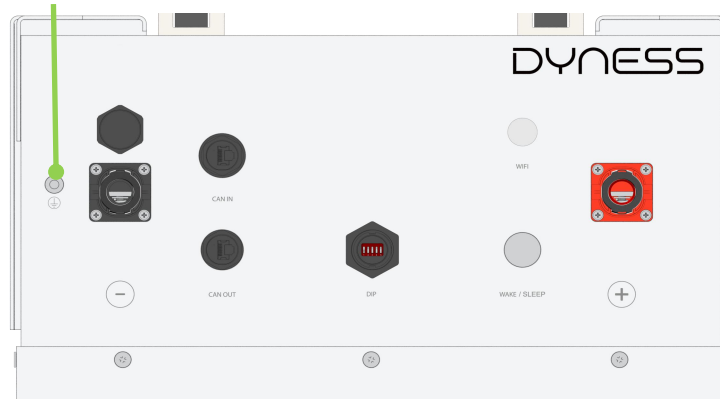 DYNESS
WIFI
CAN IN
CAN OUT
DIP
WAKE / SLEEP